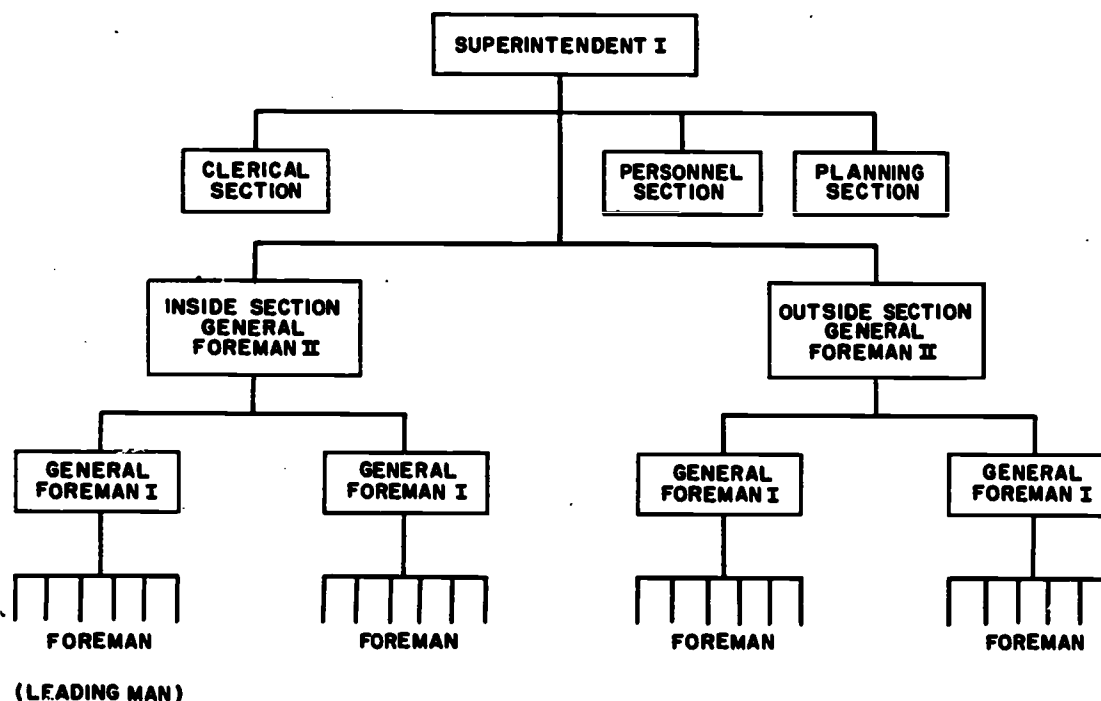 SUPERINTENDENT I
CLERICAL
SECTION
PERSONNEL
SECTION
PLANNING
SECTION
INSIDE SECTION
GENERAL
FOREMAN II
OUTSIDE SECTION
GENERAL
FOREMAN II
GENERAL
FOREMAN I
GENERAL
FOREMAN I
GENERAL
FOREMAN I
GENERAL
FOREMAN I
FOREMAN
FOREMAN
FOREMAN
FOREMAN
(LEADING MAN)